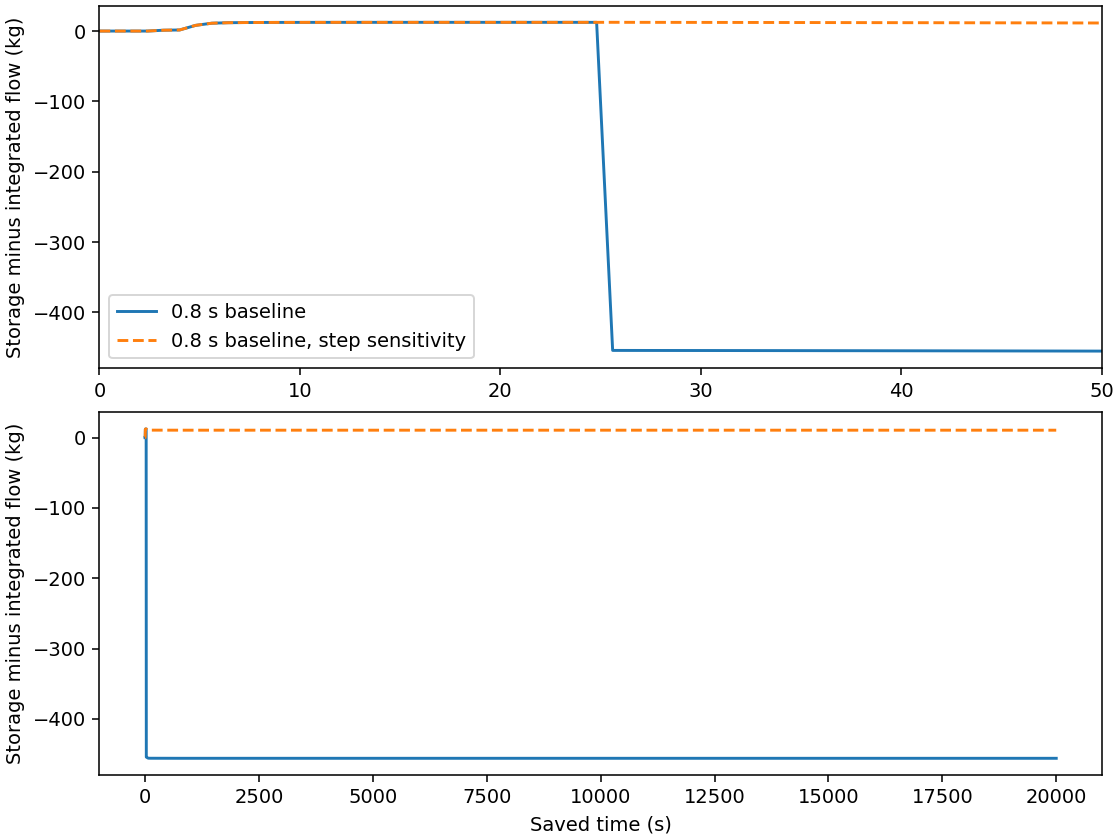 Storage minus integrated flow (kg)
0
−100
−200
−300
−400
0.8 s baseline
0.8 s baseline, step sensitivity
0 10 20 30 40 50
Storage minus integrated flow (kg)
0
−100
−200
−300
−400
0 2500 5000 7500 10000 12500 15000 17500 20000
Saved time (s)